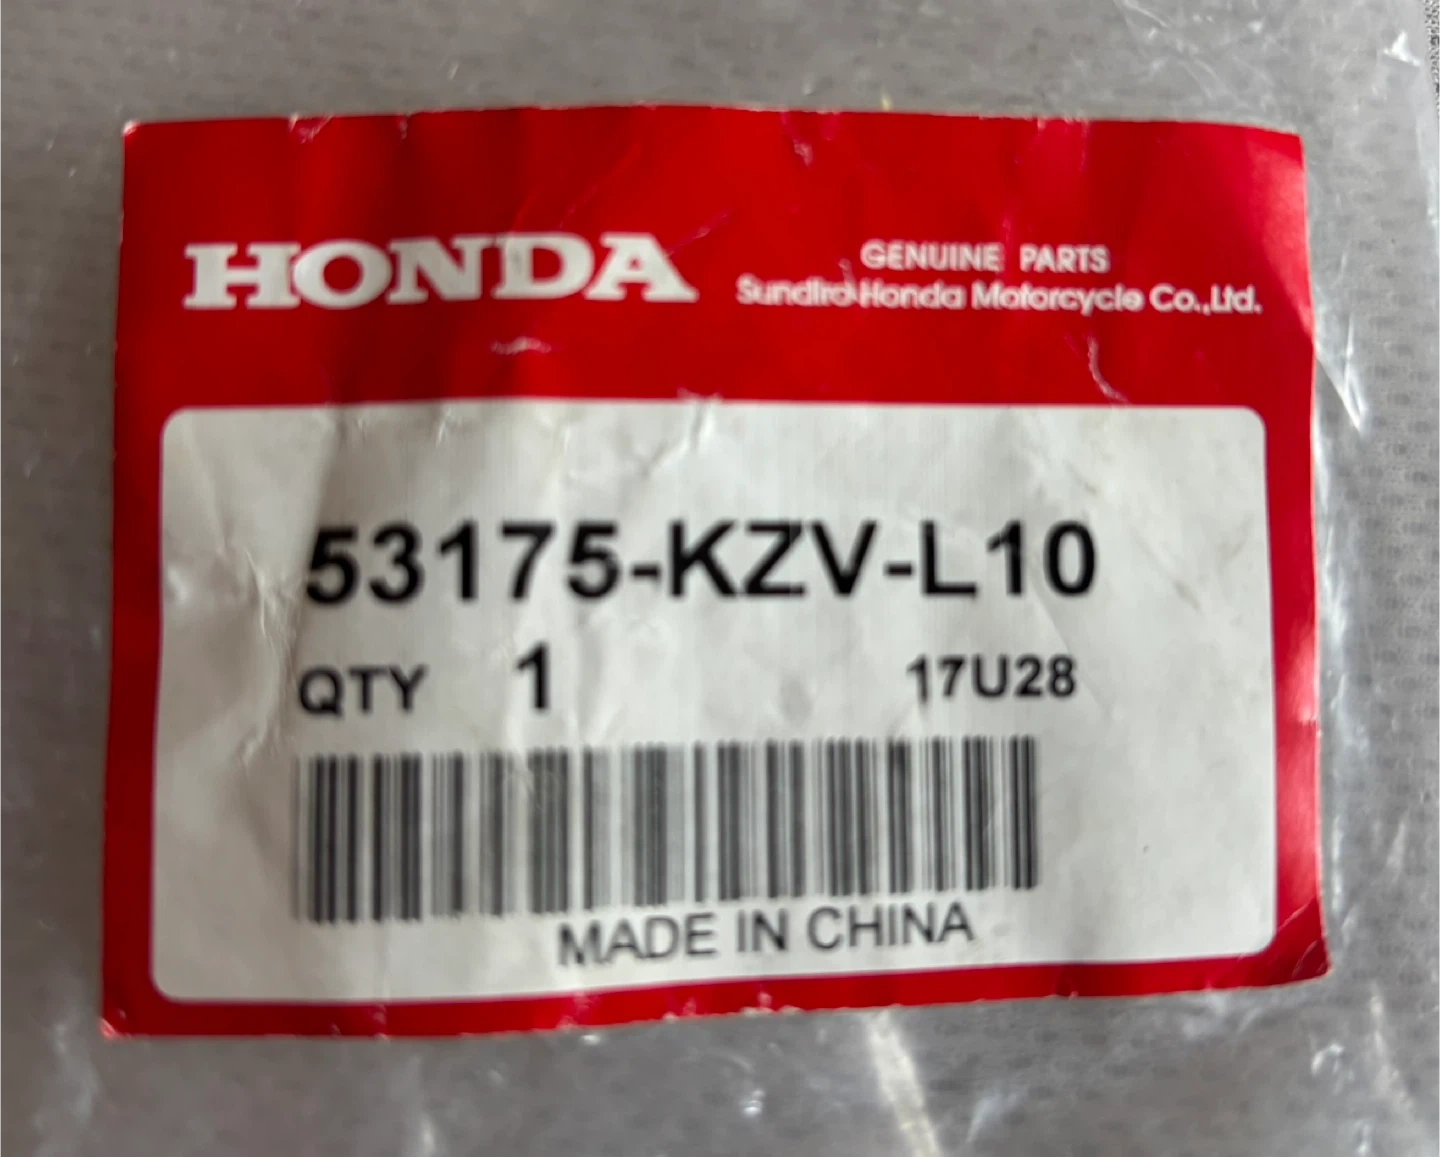 HONDA
GENUINE PARTS
Sundiro-Honda Motorcycle Co.,Ltd.
53175-KZV-L10
QTY 1 17U28
MADE IN CHINA